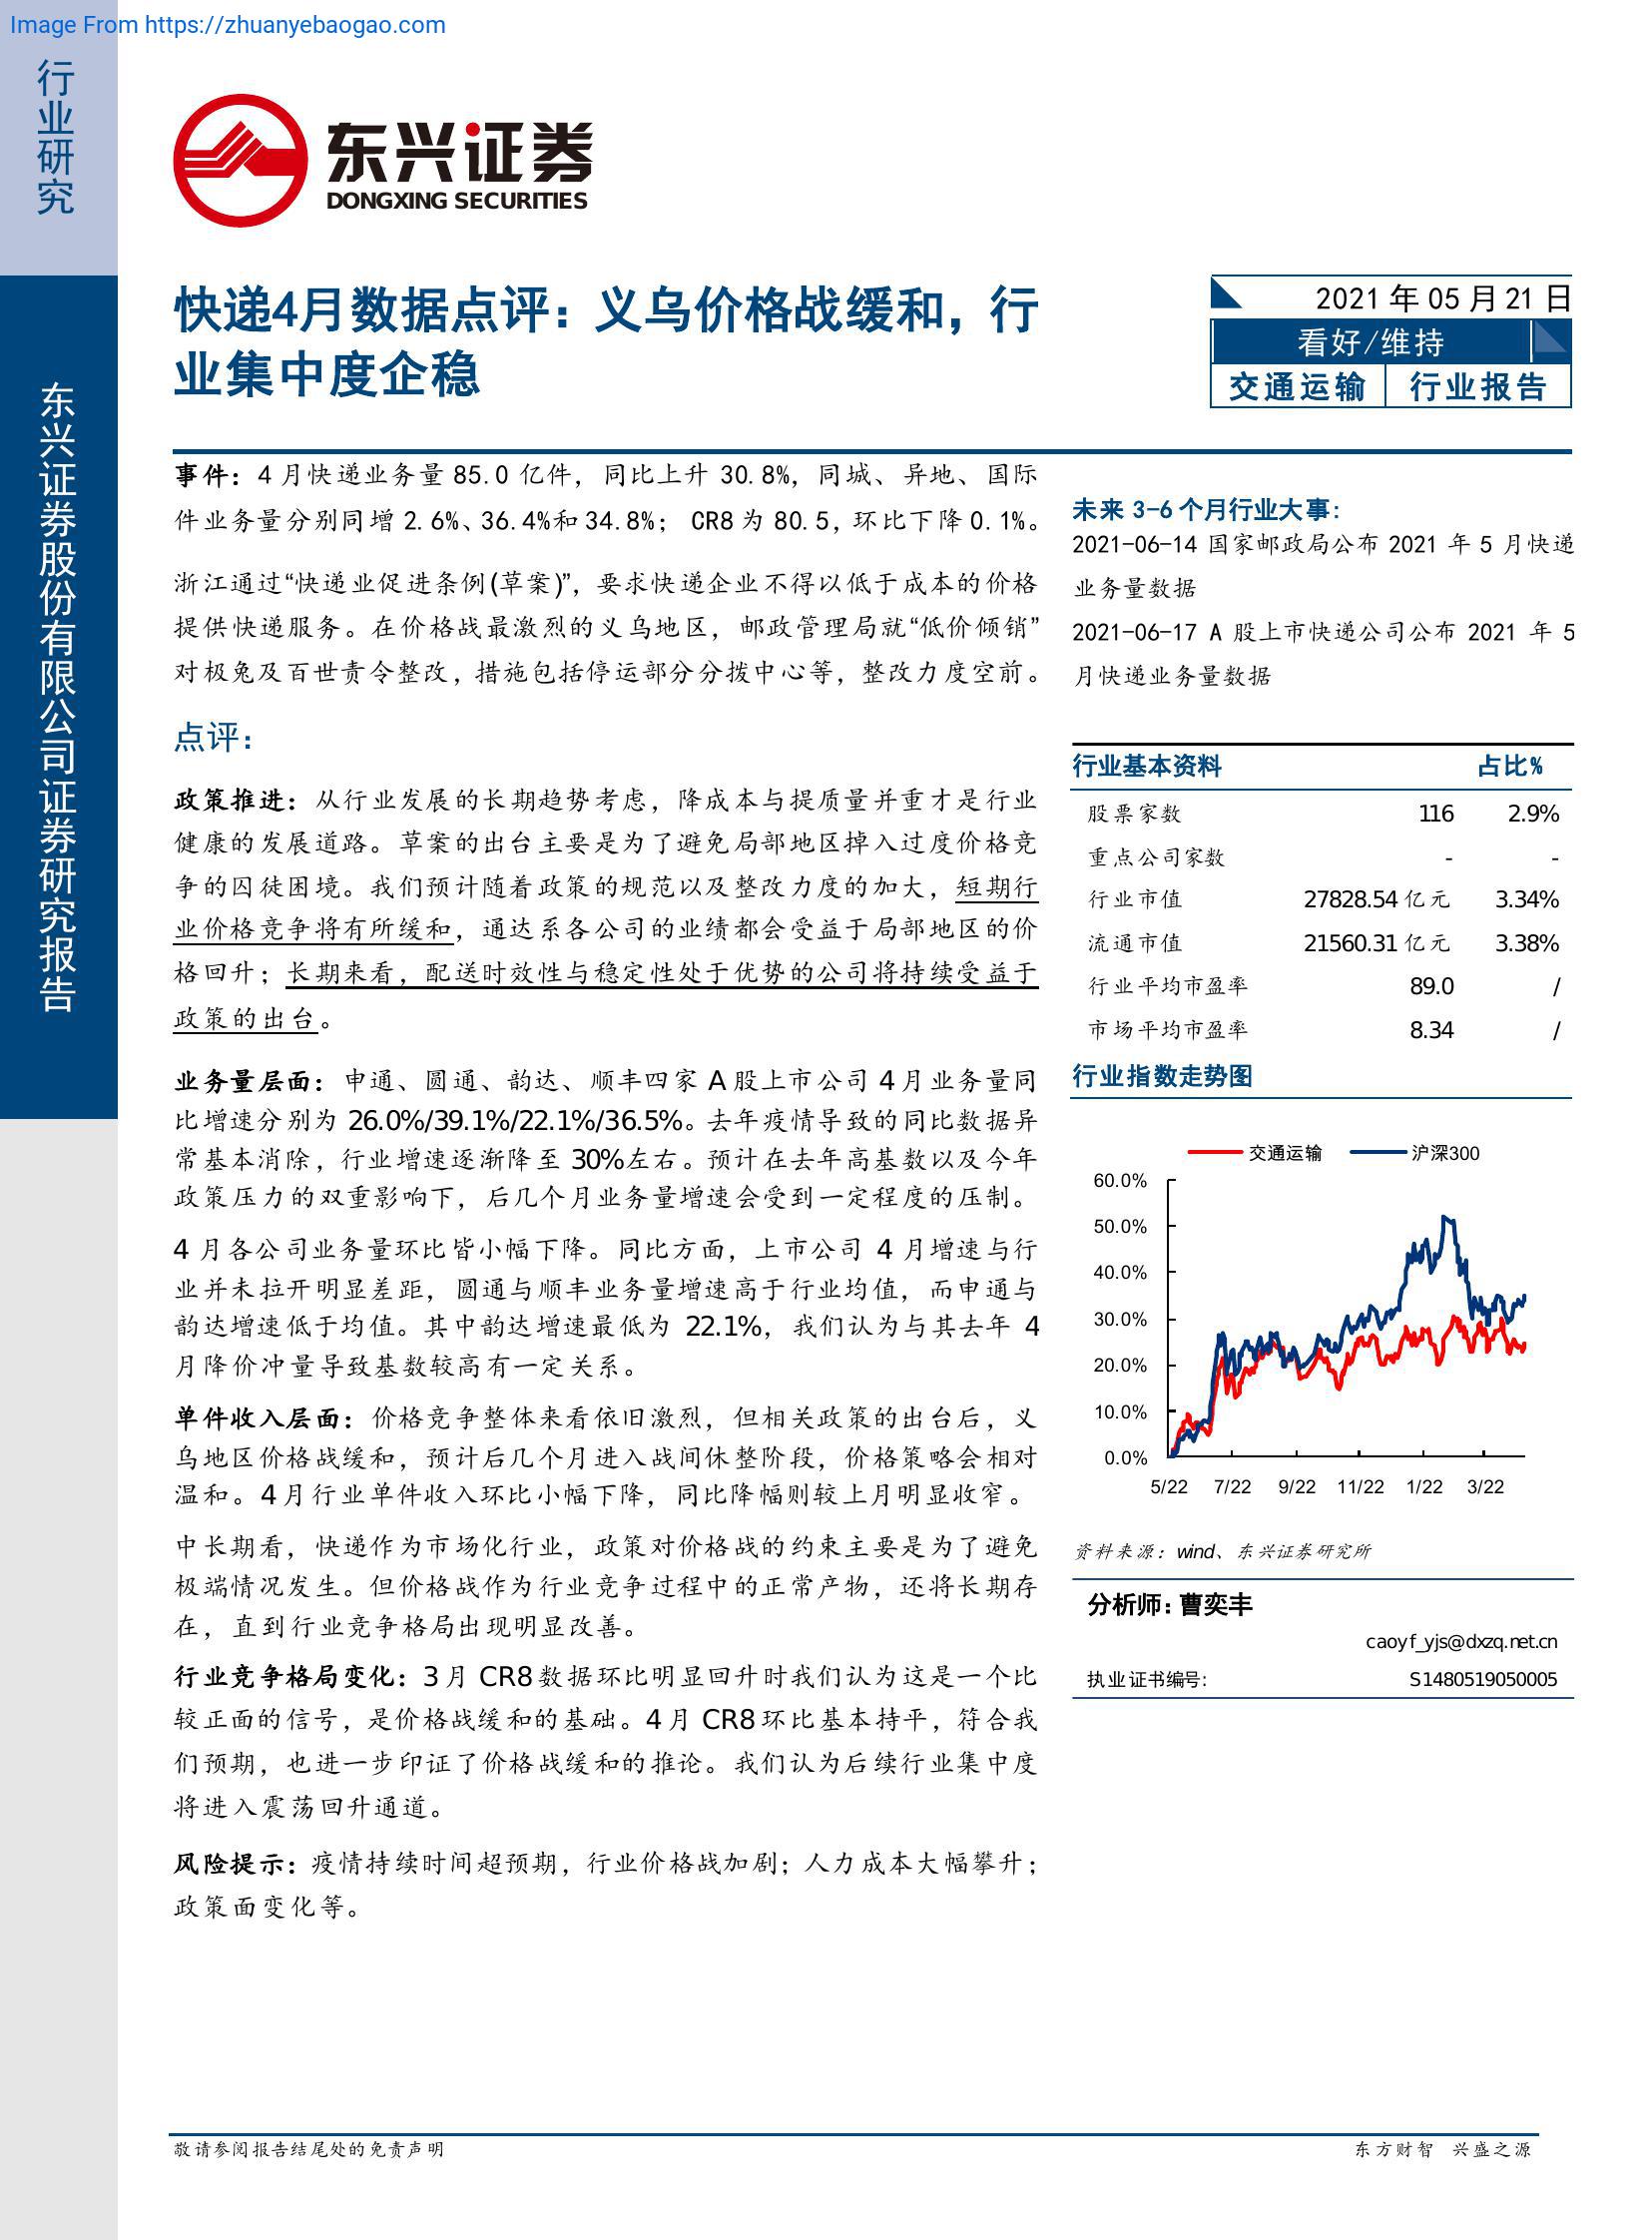 Image From https://zhuanyebaogao.com
行业研究
东兴证券股份有限公司证券研究报告
东兴证券
DONGXING SECURITIES
快递4月数据点评：义乌价格战缓和，行
业集中度企稳
2021 年 05 月 21 日
看好/维持
交通运输 行业报告
事件：4 月快递业务量 85.0 亿件，同比上升 30.8%，同城、异地、国际
件业务量分别同增 2.6%、36.4%和 34.8%； CR8 为 80.5，环比下降 0.1%。
浙江通过“快递业促进条例(草案)”，要求快递企业不得以低于成本的价格
提供快递服务。在价格战最激烈的义乌地区，邮政管理局就“低价倾销”
对极兔及百世责令整改，措施包括停运部分分拨中心等，整改力度空前。
点评：
政策推进：从行业发展的长期趋势考虑，降成本与提质量并重才是行业
健康的发展道路。草案的出台主要是为了避免局部地区掉入过度价格竞
争的囚徒困境。我们预计随着政策的规范以及整改力度的加大，短期行
业价格竞争将有所缓和，通达系各公司的业绩都会受益于局部地区的价
格回升；长期来看，配送时效性与稳定性处于优势的公司将持续受益于
政策的出台。
业务量层面：申通、圆通、韵达、顺丰四家 A 股上市公司 4 月业务量同
比增速分别为 26.0%/39.1%/22.1%/36.5%。去年疫情导致的同比数据异
常基本消除，行业增速逐渐降至 30%左右。预计在去年高基数以及今年
政策压力的双重影响下，后几个月业务量增速会受到一定程度的压制。
4 月各公司业务量环比皆小幅下降。同比方面，上市公司 4 月增速与行
业并未拉开明显差距，圆通与顺丰业务量增速高于行业均值，而申通与
韵达增速低于均值。其中韵达增速最低为 22.1%，我们认为与其去年 4
月降价冲量导致基数较高有一定关系。
单件收入层面：价格竞争整体来看依旧激烈，但相关政策的出台后，义
乌地区价格战缓和，预计后几个月进入战间休整阶段，价格策略会相对
温和。4 月行业单件收入环比小幅下降，同比降幅则较上月明显收窄。
中长期看，快递作为市场化行业，政策对价格战的约束主要是为了避免
极端情况发生。但价格战作为行业竞争过程中的正常产物，还将长期存
在，直到行业竞争格局出现明显改善。
行业竞争格局变化：3 月 CR8 数据环比明显回升时我们认为这是一个比
较正面的信号，是价格战缓和的基础。4 月 CR8 环比基本持平，符合我
们预期，也进一步印证了价格战缓和的推论。我们认为后续行业集中度
将进入震荡回升通道。
风险提示：疫情持续时间超预期，行业价格战加剧；人力成本大幅攀升；
政策面变化等。
未来 3-6 个月行业大事：
2021-06-14 国家邮政局公布 2021 年 5 月快递
业务量数据
2021-06-17 A 股上市快递公司公布 2021 年 5
月快递业务量数据
行业基本资料 占比%
股票家数 116 2.9%
重点公司家数 - -
行业市值 27828.54 亿元 3.34%
流通市值 21560.31 亿元 3.38%
行业平均市盈率 89.0 /
市场平均市盈率 8.34 /
行业指数走势图
交通运输 沪深300
60.0%
50.0%
40.0%
30.0%
20.0%
10.0%
0.0%
5/22 7/22 9/22 11/22 1/22 3/22
资料来源：wind、东兴证券研究所
分析师：曹奕丰
caoyf_yjs@dxzq.net.cn
执业证书编号: S1480519050005
敬请参阅报告结尾处的免责声明
东方财智 兴盛之源